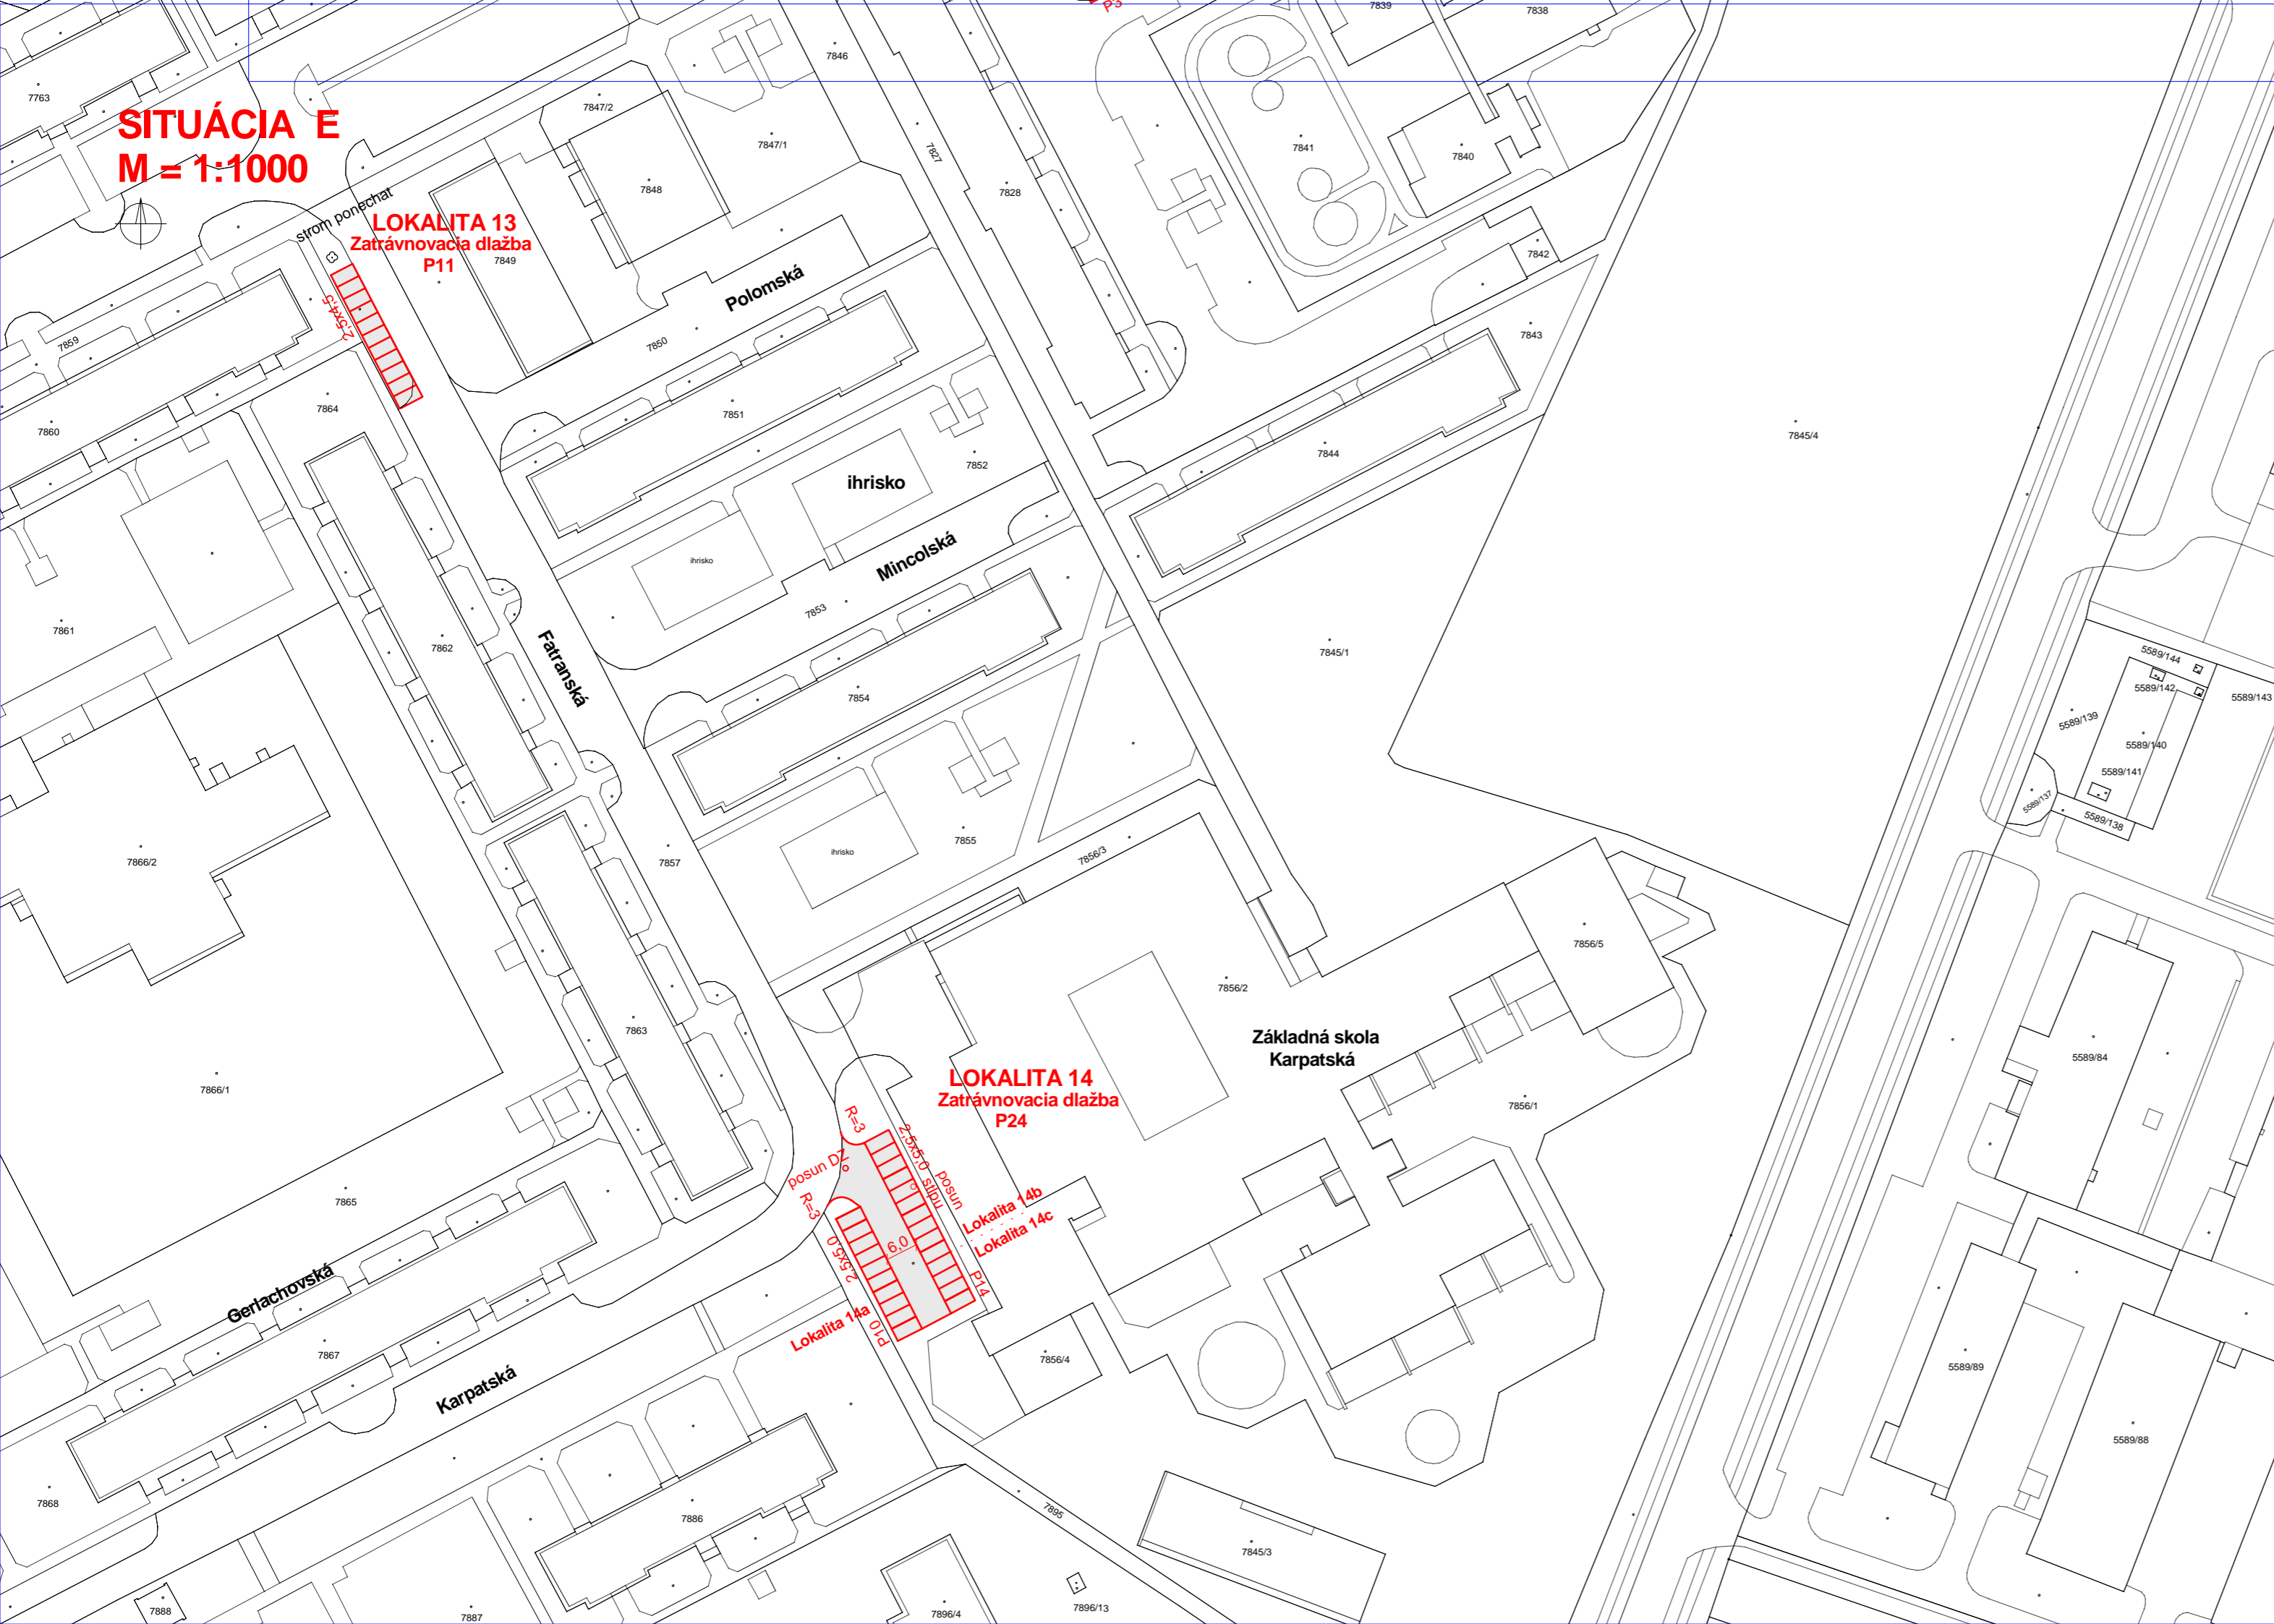 P3
7839
7838
7763
7846
7847/2
SITUÁCIA E
M = 1:1000
7847/1
7827
7841
7840
7848
7828
strom ponechat
LOKALITA 13
Zatrávnovacia dlažba
P11
7849
7842
Polomská
2,5x4,5
7859
7850
7843
7864
7851
7860
7845/4
7844
7852
ihrisko
ihrisko
Mincolská
7853
7861
7862
7845/1
Fatranská
5589/144
5589/142
5589/143
5589/139
5589/140
5589/141
5589/137
5589/138
7854
7855
ihrisko
7857
7856/3
7866/2
7856/5
7856/2
7863
Základná skola
Karpatská
5589/84
7866/1
LOKALITA 14
Zatrávnovacia dlažba
P24
7856/1
R=3
2,5x5,0
posun
stlpu
posun DZ
R=3
7865
Lokalita 14b
Lokalita 14c
6,0
2,5x5,0
P14
Gerlachovská
Lokalita 14a
P10
7867
7856/4
5589/89
Karpatská
5589/88
7868
7886
7895
7845/3
7888
7887
7896/4
7896/13